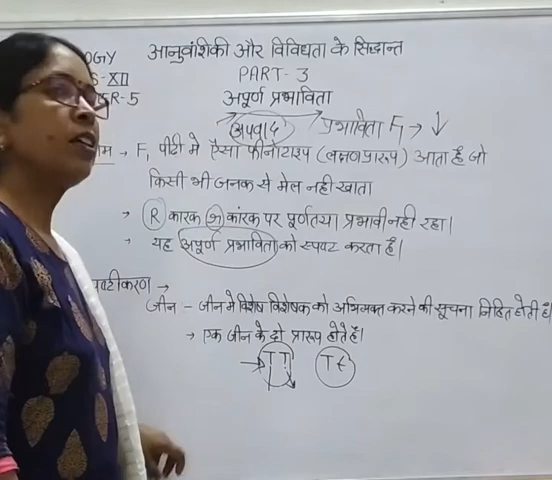 OGY आनुवंशिकी और विविधता के सिद्धान्त
S-XII PART-3
R-5 अपूर्ण प्रभाविता
अपवाद प्रभाविता F₁ → ↓
→ F₁ पीढी मे ऐसा फीनोटाइप (लक्षणप्रारूप) आता है जो
किसी भी जनक से मेल नही खाता
→ R कारक कांरक पर पूर्णतया प्रभावी नही रहा।
→ यह अपूर्ण प्रभाविता को स्पष्ट करता है।
ष्टीकरण →
जीन – जीन मे विशेष विशेषक को अभिव्यक्त करने की सूचना निहित होती है।
→ एक जीन के दो प्रारूप होते है।
→ TT Tt